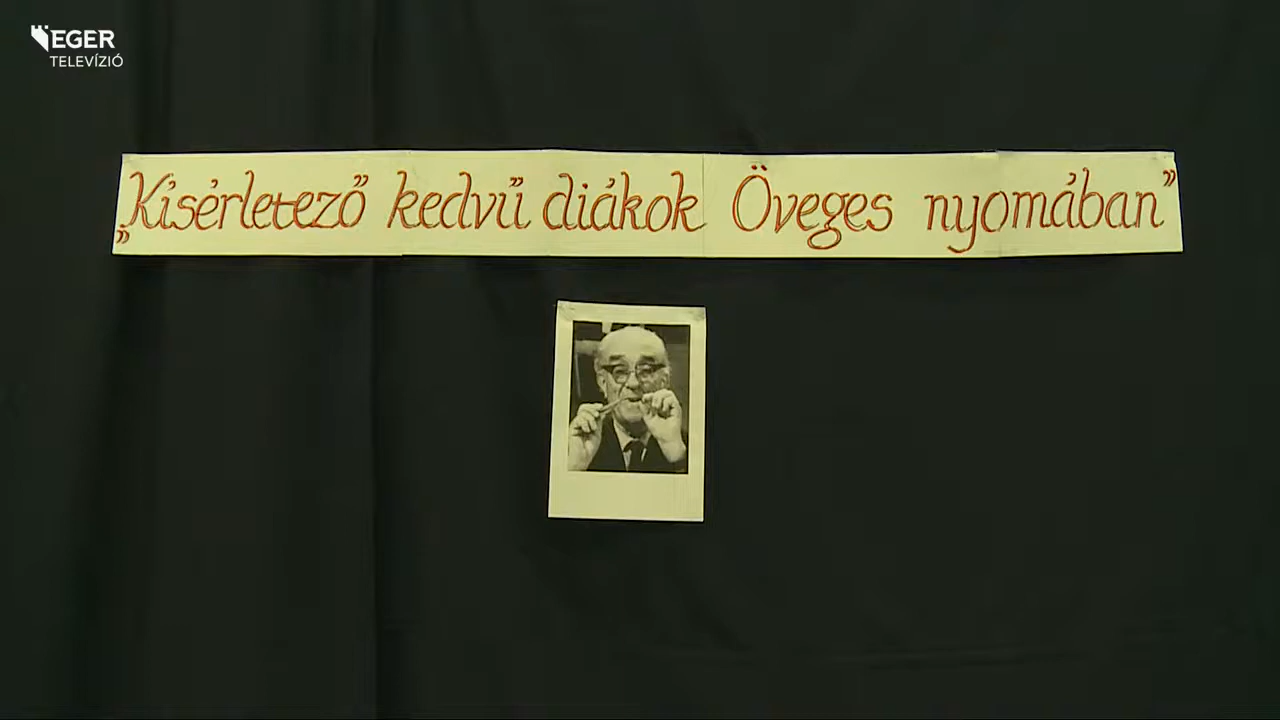 EGER
TELEVÍZIÓ
„Kísérletező kedvű diákok Öveges nyomában”